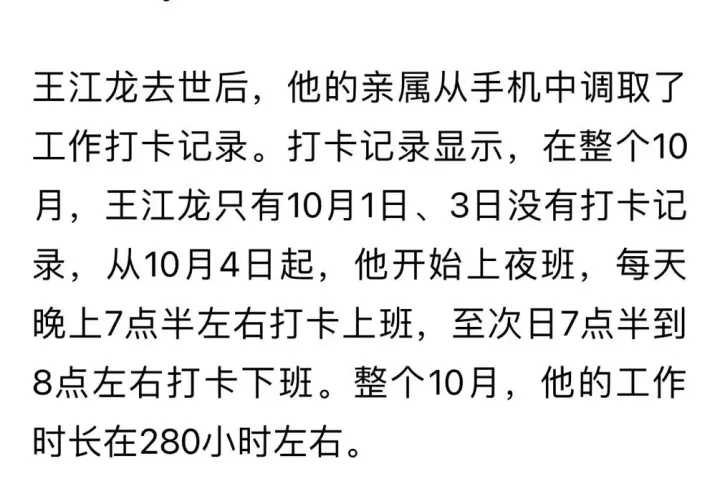 王江龙去世后，他的亲属从手机中调取了
工作打卡记录。打卡记录显示，在整个10
月，王江龙只有10月1日、3日没有打卡记
录，从10月4日起，他开始上夜班，每天
晚上7点半左右打卡上班，至次日7点半到
8点左右打卡下班。整个10月，他的工作
时长在280小时左右。